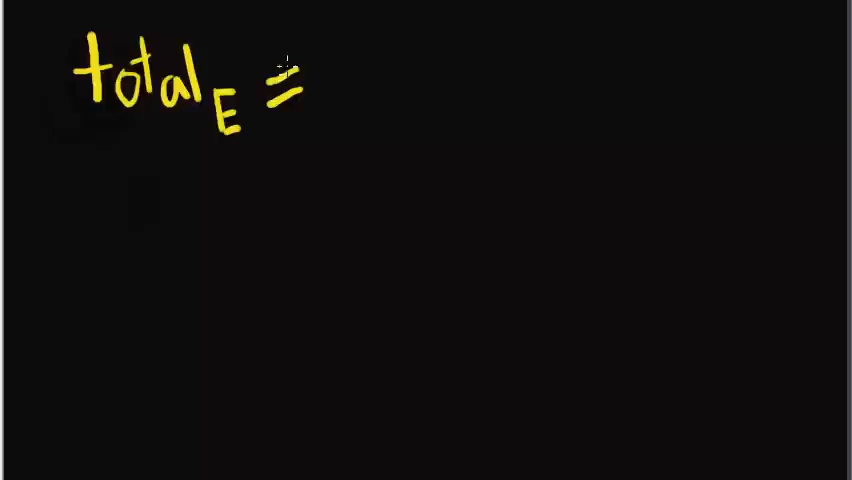 total_E =